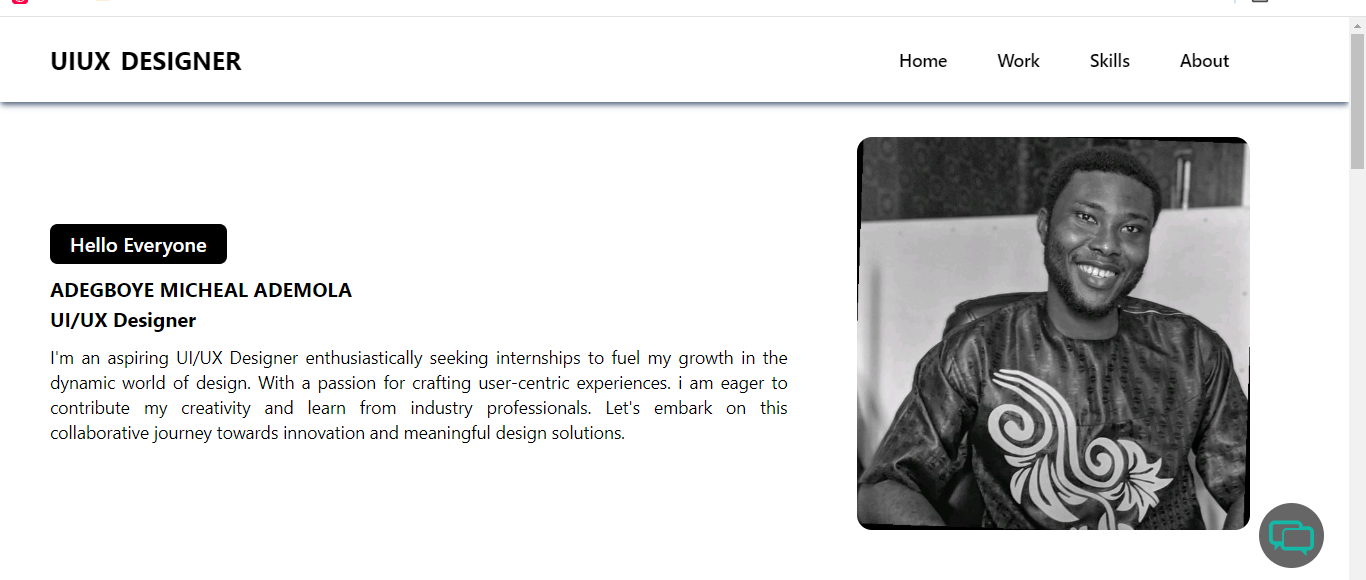 UIUX DESIGNER
Home Work Skills About
Hello Everyone
ADEGBOYE MICHEAL ADEMOLA
UI/UX Designer
I'm an aspiring UI/UX Designer enthusiastically seeking internships to fuel my growth in the
dynamic world of design. With a passion for crafting user-centric experiences. i am eager to
contribute my creativity and learn from industry professionals. Let's embark on this
collaborative journey towards innovation and meaningful design solutions.